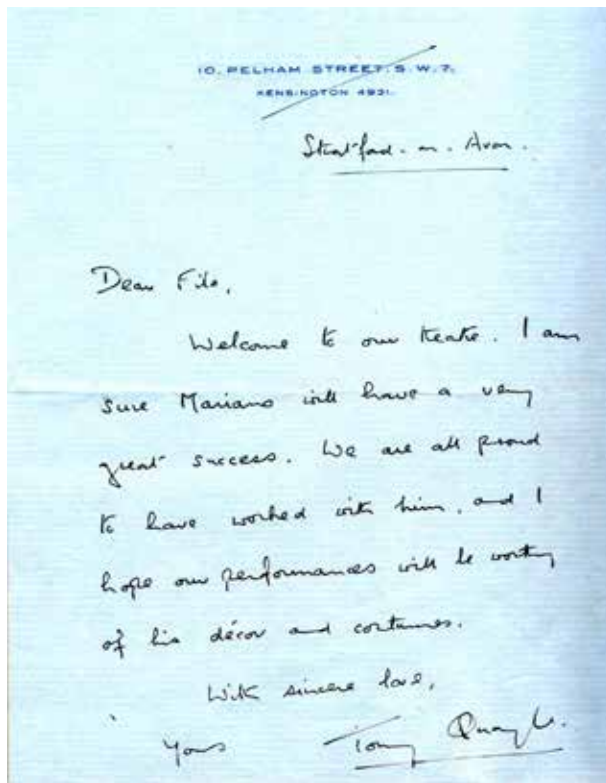 10, PELHAM STREET, S.W.7.
KENSINGTON 4931.
Stratford-on-Avon.
Dear Filo,
Welcome to our theatre. I am
sure Mariano will have a very
great success. We are all proud
to have worked with him, and I
hope our performances will be worthy
of his décor and costumes.
With sincere love,
Yours Tony Quayle.